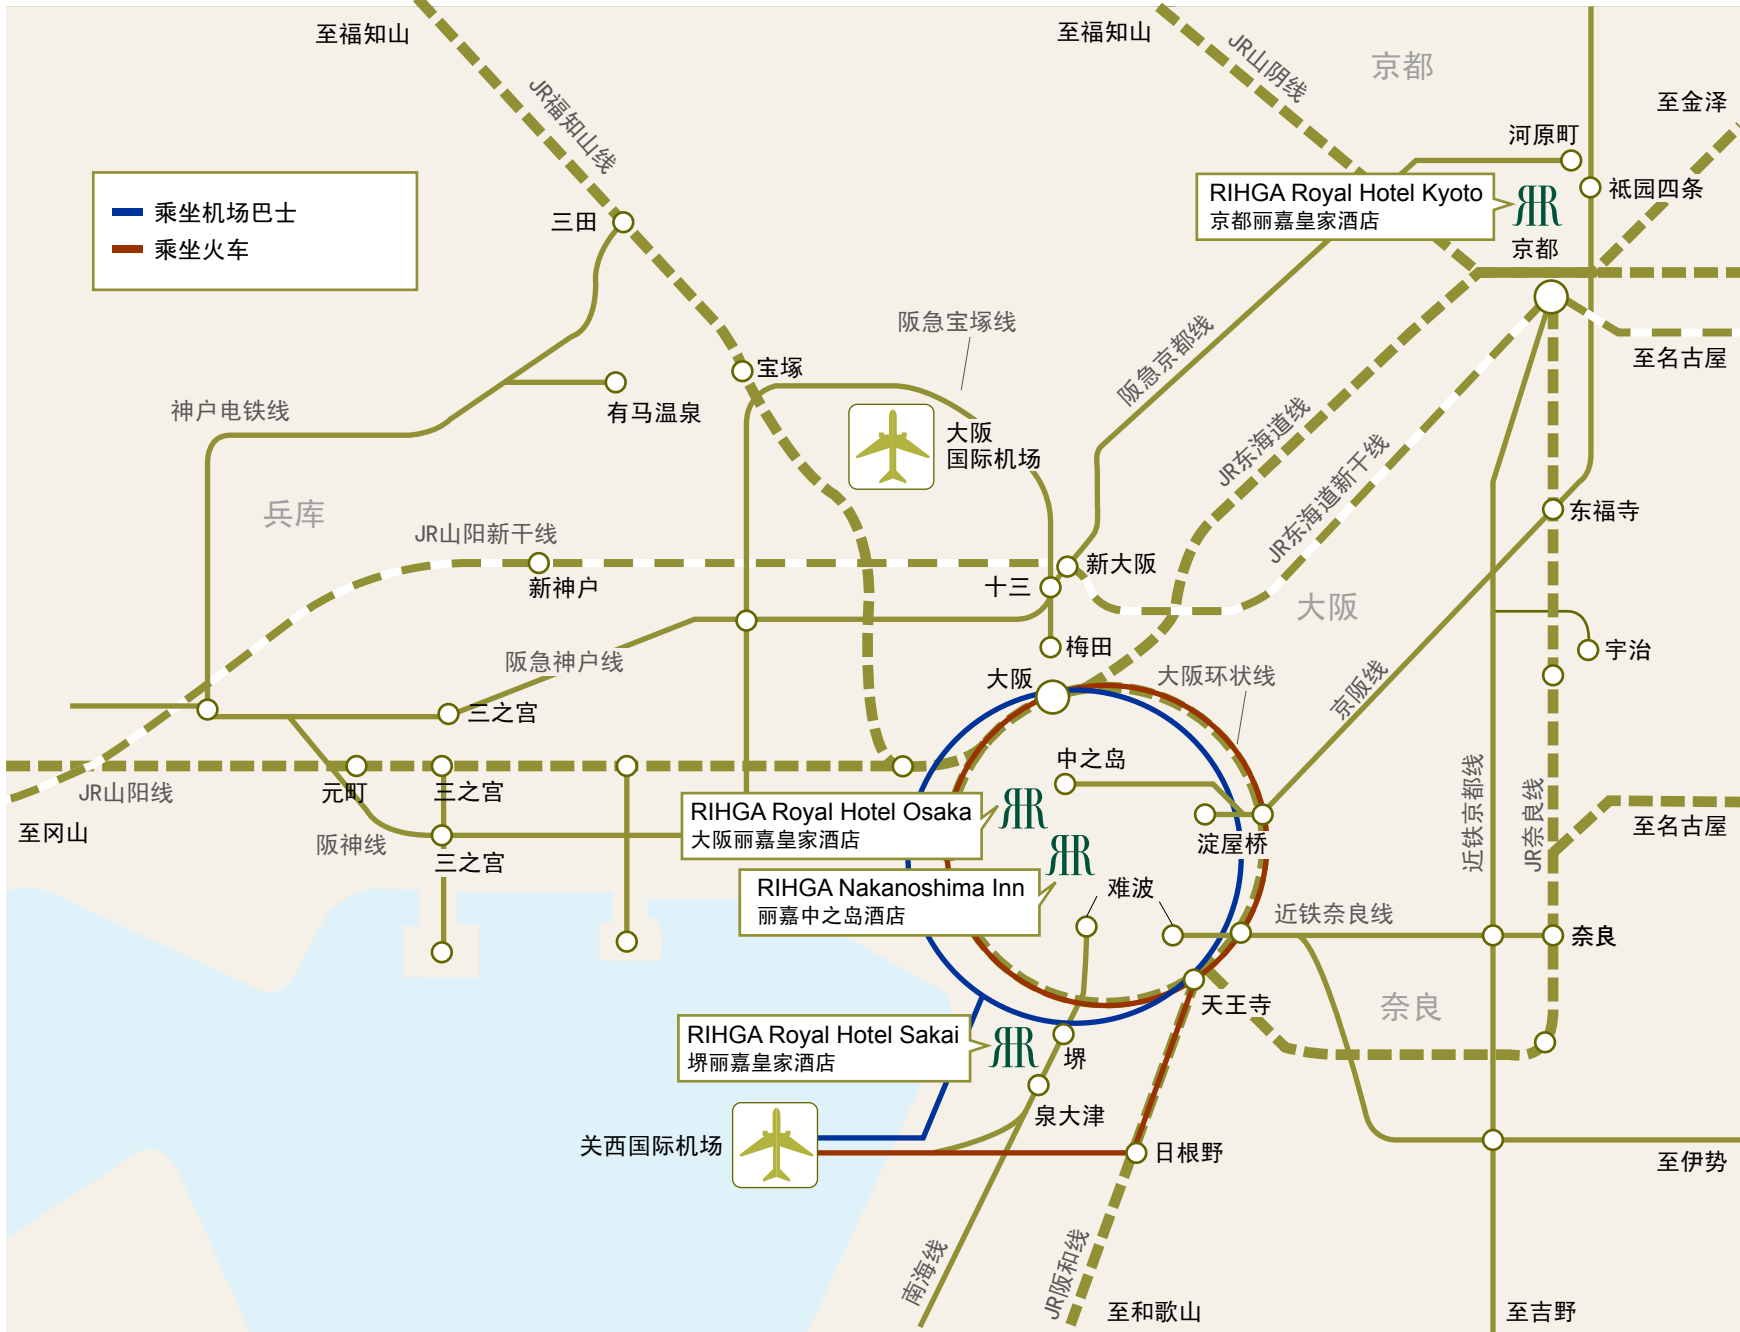 至福知山
至福知山
JR山阴线
京都
至金泽
JR福知山线
河原町
RIHGA Royal Hotel Kyoto
京都丽嘉皇家酒店
祗园四条
京都
乘坐机场巴士
乘坐火车
三田
阪急宝塚线
阪急京都线
至名古屋
宝塚
神户电铁线
有马温泉
大阪
国际机场
JR东海道线
JR东海道新干线
兵库
JR山阳新干线
东福寺
新神户
新大阪
十三
大阪
梅田
宇治
阪急神户线
大阪
大阪环状线
京阪线
三之宫
中之岛
近铁京都线
JR奈良线
JR山阳线
元町
三之宫
至冈山
阪神线
三之宫
RIHGA Royal Hotel Osaka
大阪丽嘉皇家酒店
淀屋桥
至名古屋
RIHGA Nakanoshima Inn
丽嘉中之岛酒店
难波
近铁奈良线
奈良
天王寺
奈良
RIHGA Royal Hotel Sakai
堺丽嘉皇家酒店
堺
泉大津
关西国际机场
日根野
至伊势
南海线
JR阪和线
至和歌山
至吉野